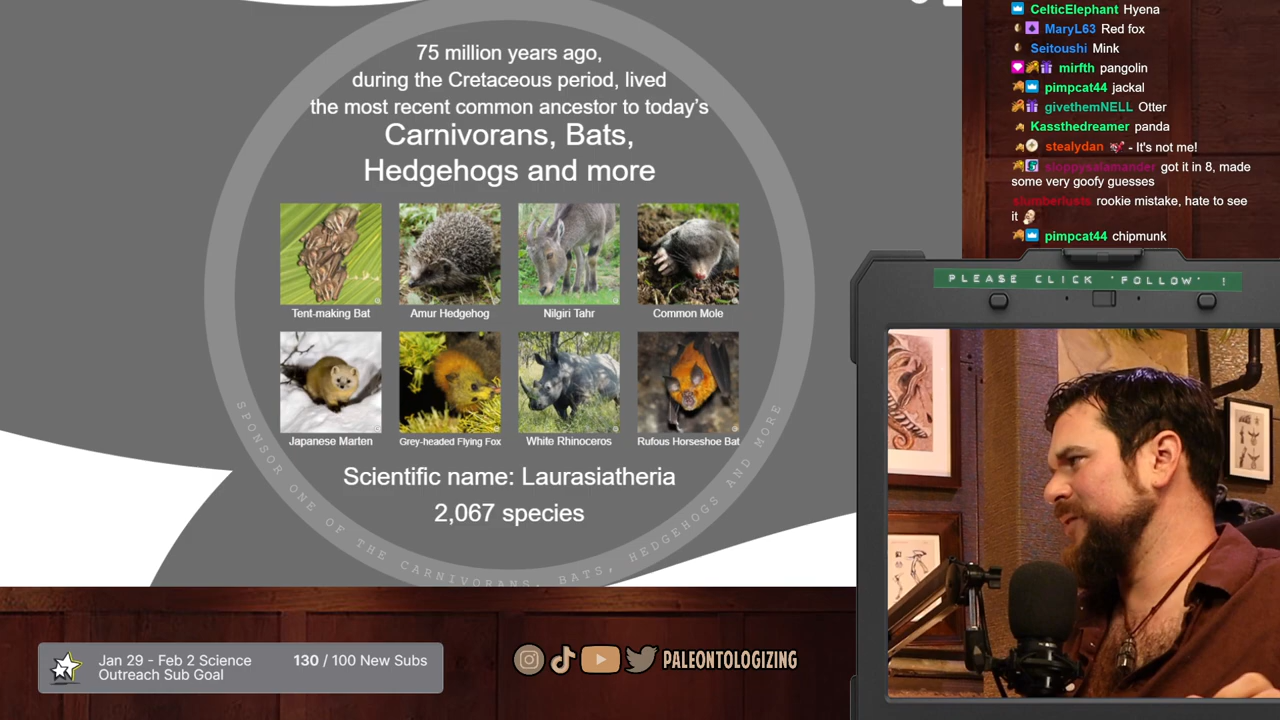 75 million years ago,
during the Cretaceous period, lived
the most recent common ancestor to today's
Carnivorans, Bats,
Hedgehogs and more
Tent-making Bat
Amur Hedgehog
Nilgiri Tahr
Common Mole
Japanese Marten
Grey-headed Flying Fox
White Rhinoceros
Rufous Horseshoe Bat
Scientific name: Laurasiatheria
2,067 species
SPONSOR ONE OF THE CARNIVORANS, BATS, HEDGEHOGS AND MORE
CelticElephant Hyena
MaryL63 Red fox
Seitoushi Mink
mirfth pangolin
pimpcat44 jackal
givethemNELL Otter
Kassthedreamer panda
stealydan - It's not me!
sloppysalamander got it in 8, made
some very goofy guesses
slumberlusts rookie mistake, hate to see
it
pimpcat44 chipmunk
PLEASE CLICK 'FOLLOW' !
Jan 29 - Feb 2 Science
Outreach Sub Goal
130 / 100 New Subs
PALEONTOLOGIZING